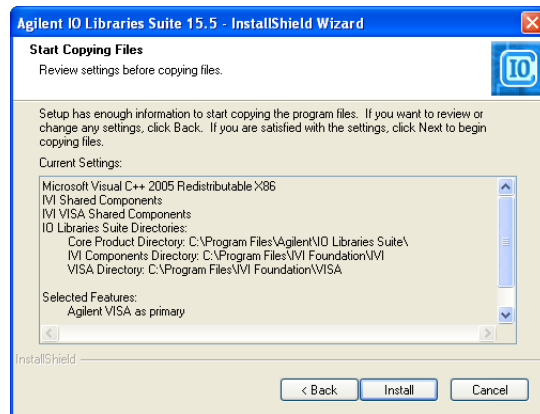 Agilent IO Libraries Suite 15.5 - InstallShield Wizard
Start Copying Files
Review settings before copying files.
IO
Setup has enough information to start copying the program files. If you want to review or
change any settings, click Back. If you are satisfied with the settings, click Next to begin
copying files.
Current Settings:
Microsoft Visual C++ 2005 Redistributable X86
IVI Shared Components
IVI VISA Shared Components
IO Libraries Suite Directories:
Core Product Directory: C:\Program Files\Agilent\IO Libraries Suite\
IVI Components Directory: C:\Program Files\IVI Foundation\IVI
VISA Directory: C:\Program Files\IVI Foundation\VISA
Selected Features:
Agilent VISA as primary
InstallShield
< Back Install Cancel